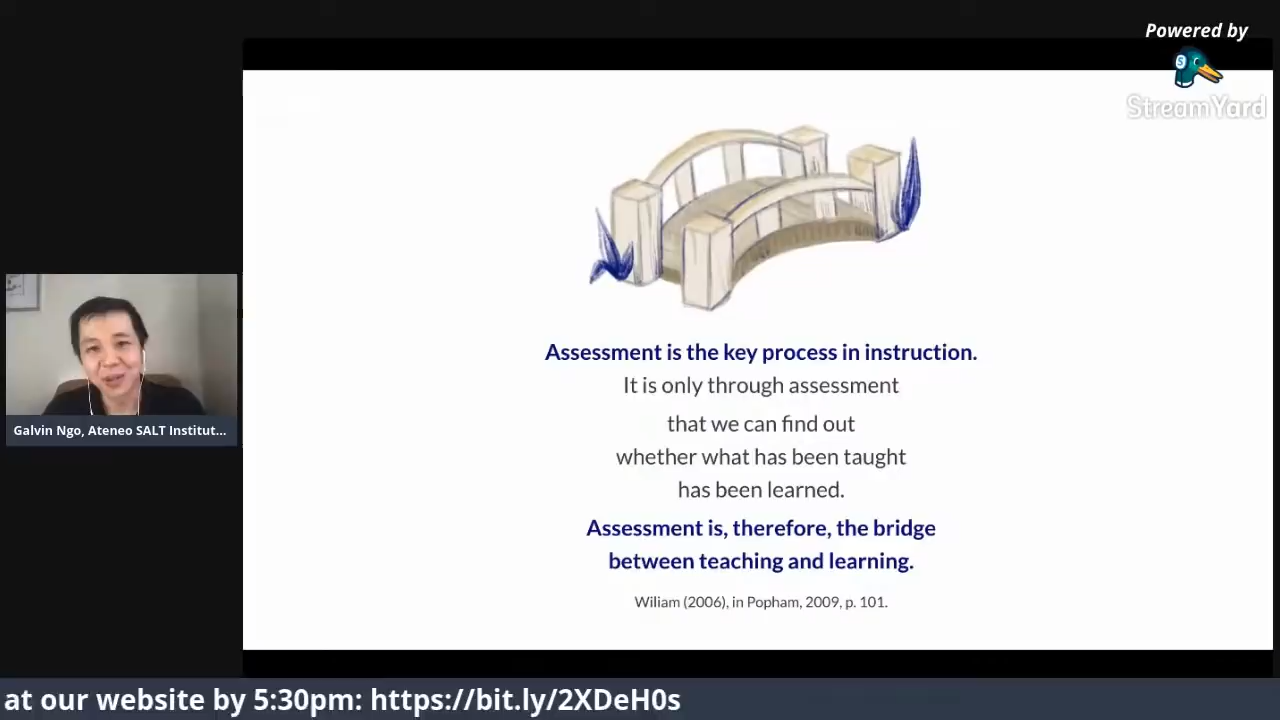 Powered by
StreamYard
Assessment is the key process in instruction.
It is only through assessment
that we can find out
whether what has been taught
has been learned.
Assessment is, therefore, the bridge
between teaching and learning.
Wiliam (2006), in Popham, 2009, p. 101.
Galvin Ngo, Ateneo SALT Institut...
at our website by 5:30pm: https://bit.ly/2XDeH0s